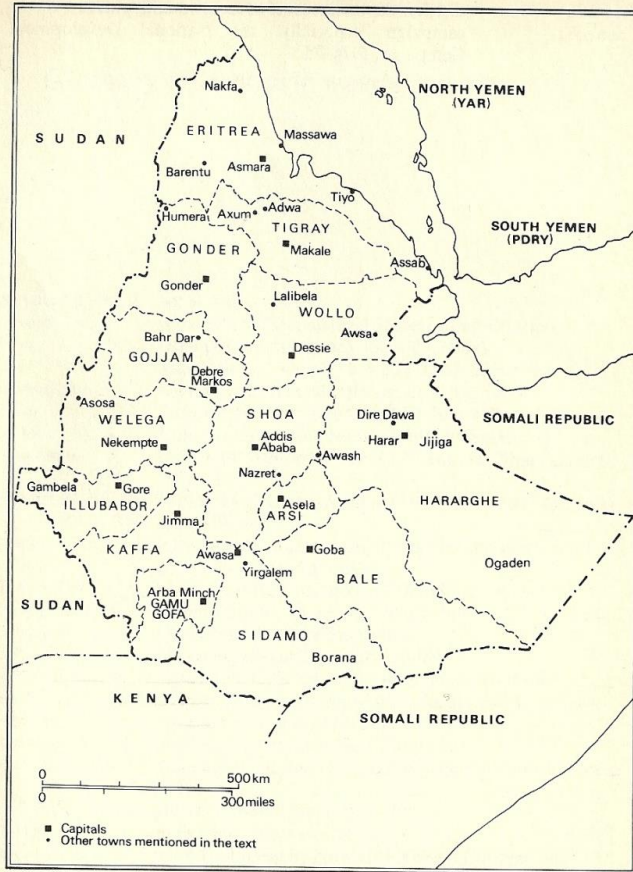 Nakfa
NORTH YEMEN
(YAR)
SUDAN
ERITREA
Massawa
Asmara
Barentu
Tiyo
Humera
Axum
Adwa
TIGRAY
SOUTH YEMEN
(PDRY)
GONDER
Makale
Assab
Gonder
Lalibela
WOLLO
Bahr Dar
Awsa
GOJJAM
Dessie
Debre
Markos
Asosa
SHOA
Dire Dawa
SOMALI REPUBLIC
WELEGA
Addis
Ababa
Harar
Jijiga
Nekempte
Awash
Nazret
Gambela
Gore
HARARGHE
ILLUBABOR
Asela
ARSI
Jimma
KAFFA
Awasa
Goba
Ogaden
Yirgalem
BALE
SUDAN
Arba Minch
GAMU
GOFA
SIDAMO
Borana
KENYA
SOMALI REPUBLIC
0
500 km
0
300 miles
Capitals
Other towns mentioned in the text